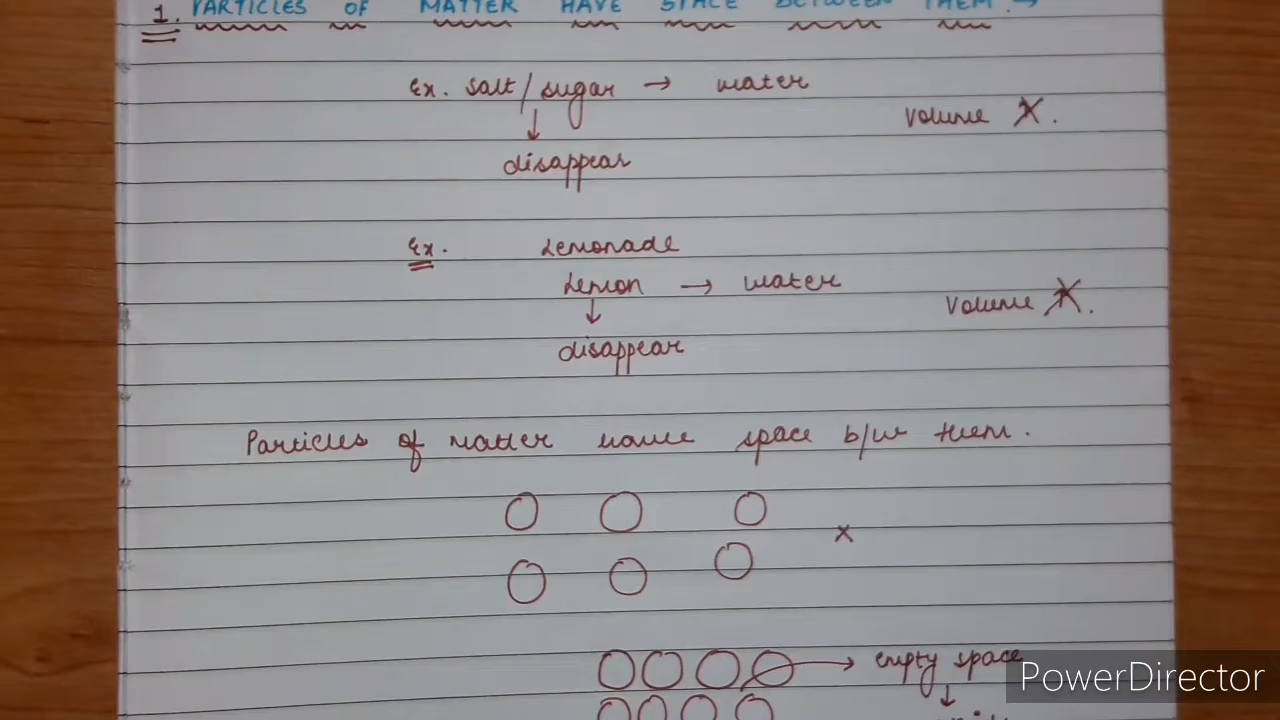 1. PARTICLES OF MATTER HAVE SPACE BETWEEN THEM :→
Ex. salt/sugar → water
volume X.
↓
disappear
Ex. Lemonade
Lemon → water
volume X.
↓
disappear
Particles of matter have space b/w them.
x
→ empty space
↓
PowerDirector